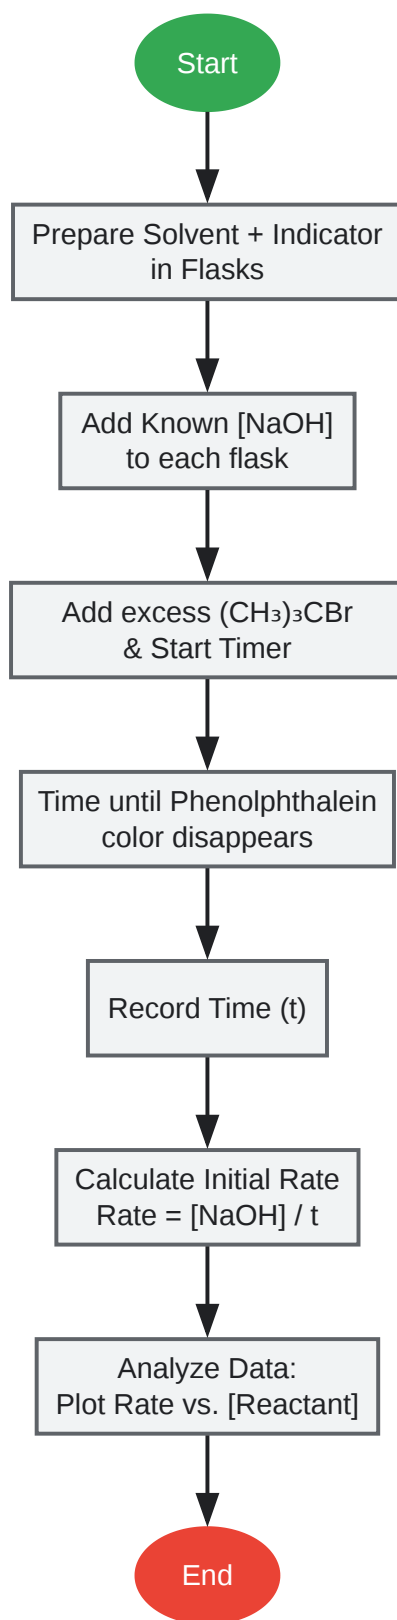 Start
Prepare Solvent + Indicator
in Flasks
Add Known [NaOH]
to each flask
Add excess (CH₃)₃CBr
& Start Timer
Time until Phenolphthalein
color disappears
Record Time (t)
Calculate Initial Rate
Rate = [NaOH] / t
Analyze Data:
Plot Rate vs. [Reactant]
End